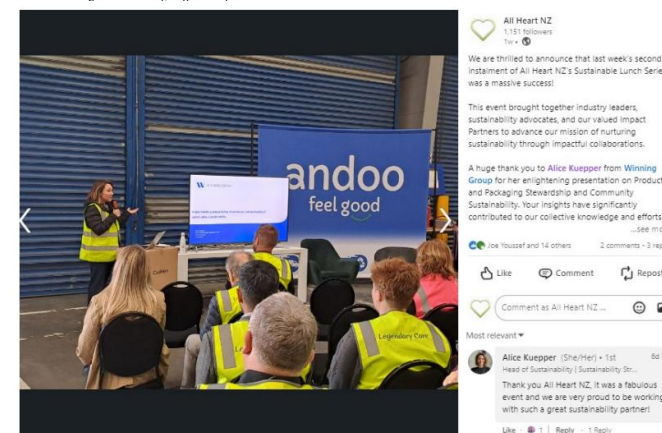 All Heart NZ
1,151 followers
1w •
We are thrilled to announce that last week's second
instalment of All Heart NZ's Sustainable Lunch Serie
was a massive success!
This event brought together industry leaders,
sustainability advocates, and our valued Impact
Partners to advance our mission of nurturing
sustainability through impactful collaborations.
A huge thank you to Alice Kuepper from Winning
Group for her enlightening presentation on Product
and Packaging Stewardship and Community
Sustainability. Your insights have significantly
contributed to our collective knowledge and efforts
...see mo
Joe Youssef and 14 others 2 comments • 3 rep
Like Comment Repos
Comment as All Heart NZ ...
Most relevant
Alice Kuepper (She/Her) • 1st 6d
Head of Sustainability | Sustainability Str...
Thank you All Heart NZ, it was a fabulous
event and we are very proud to be working
with such a great sustainability partner!
Like · 1 | Reply · 1 Reply
andoo
feel good
Legendary Care